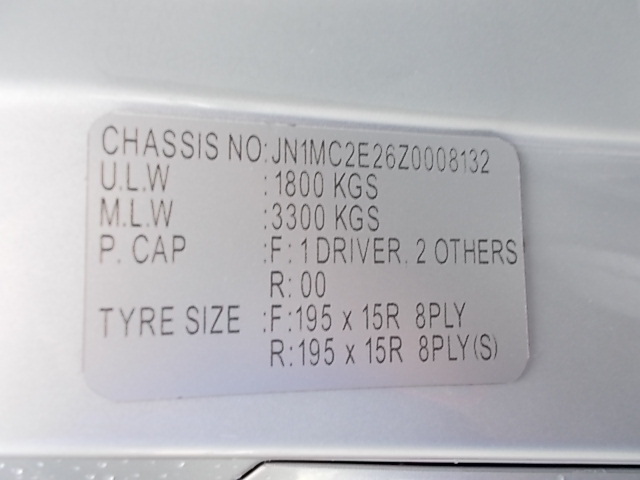 CHASSIS NO:JN1MC2E26Z0008132
U.L.W :1800 KGS
M.L.W :3300 KGS
P. CAP :F: 1 DRIVER. 2 OTHERS
R: 00
TYRE SIZE :F:195 x 15R 8PLY
R:195 x 15R 8PLY(S)